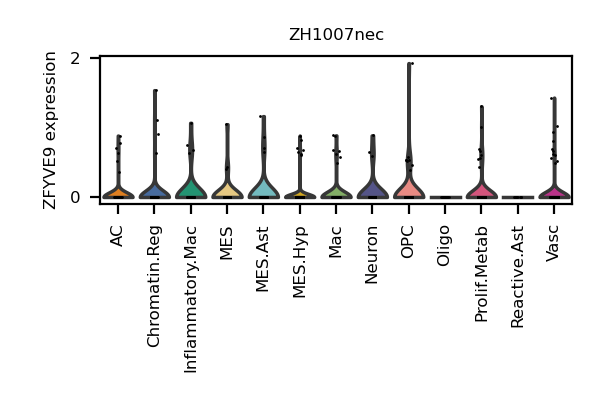 ZH1007nec
ZFYVE9 expression
2
0
AC
Chromatin.Reg
Inflammatory.Mac
MES
MES.Ast
MES.Hyp
Mac
Neuron
OPC
Oligo
Prolif.Metab
Reactive.Ast
Vasc